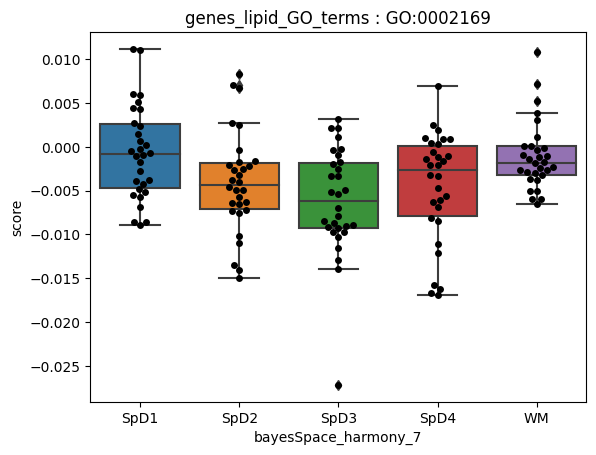 genes_lipid_GO_terms : GO:0002169
0.010
0.005
0.000
−0.005
−0.010
−0.015
−0.020
−0.025
score
SpD1 SpD2 SpD3 SpD4 WM
bayesSpace_harmony_7